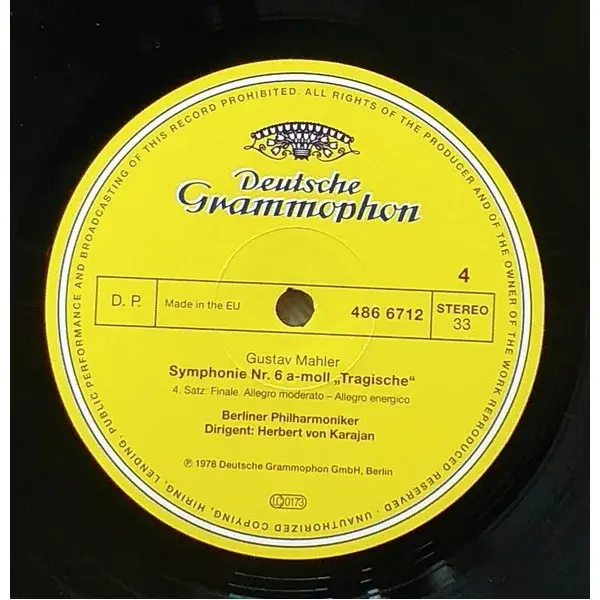 PUBLIC PERFORMANCE AND BROADCASTING OF THIS RECORD PROHIBITED. ALL RIGHTS OF THE PRODUCER AND OF THE OWNER OF THE WORK REPRODUCED RESERVED · UNAUTHORIZED COPYING, HIRING, LENDING,
Deutsche
Grammophon
4
D. P.
Made in the EU
486 6712
STEREO
33
Gustav Mahler
Symphonie Nr. 6 a-moll „Tragische“
4. Satz: Finale. Allegro moderato – Allegro energico
Berliner Philharmoniker
Dirigent: Herbert von Karajan
℗ 1978 Deutsche Grammophon GmbH, Berlin
LC 0173